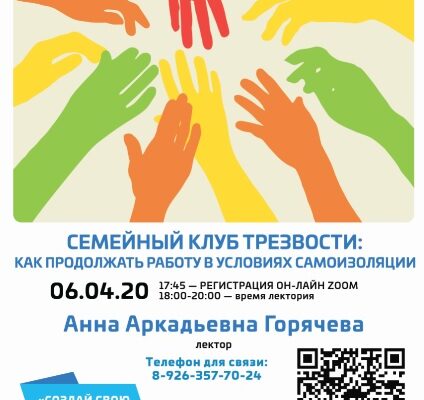 СЕМЕЙНЫЙ КЛУБ ТРЕЗВОСТИ:
КАК ПРОДОЛЖАТЬ РАБОТУ В УСЛОВИЯХ САМОИЗОЛЯЦИИ
06.04.20 17:45 — РЕГИСТРАЦИЯ ОН-ЛАЙН ZOOM
18:00-20:00 — время лектория
Анна Аркадьевна Горячева
лектор
Телефон для связи:
8-926-357-70-24
«СОЗДАЙ СВОЮ